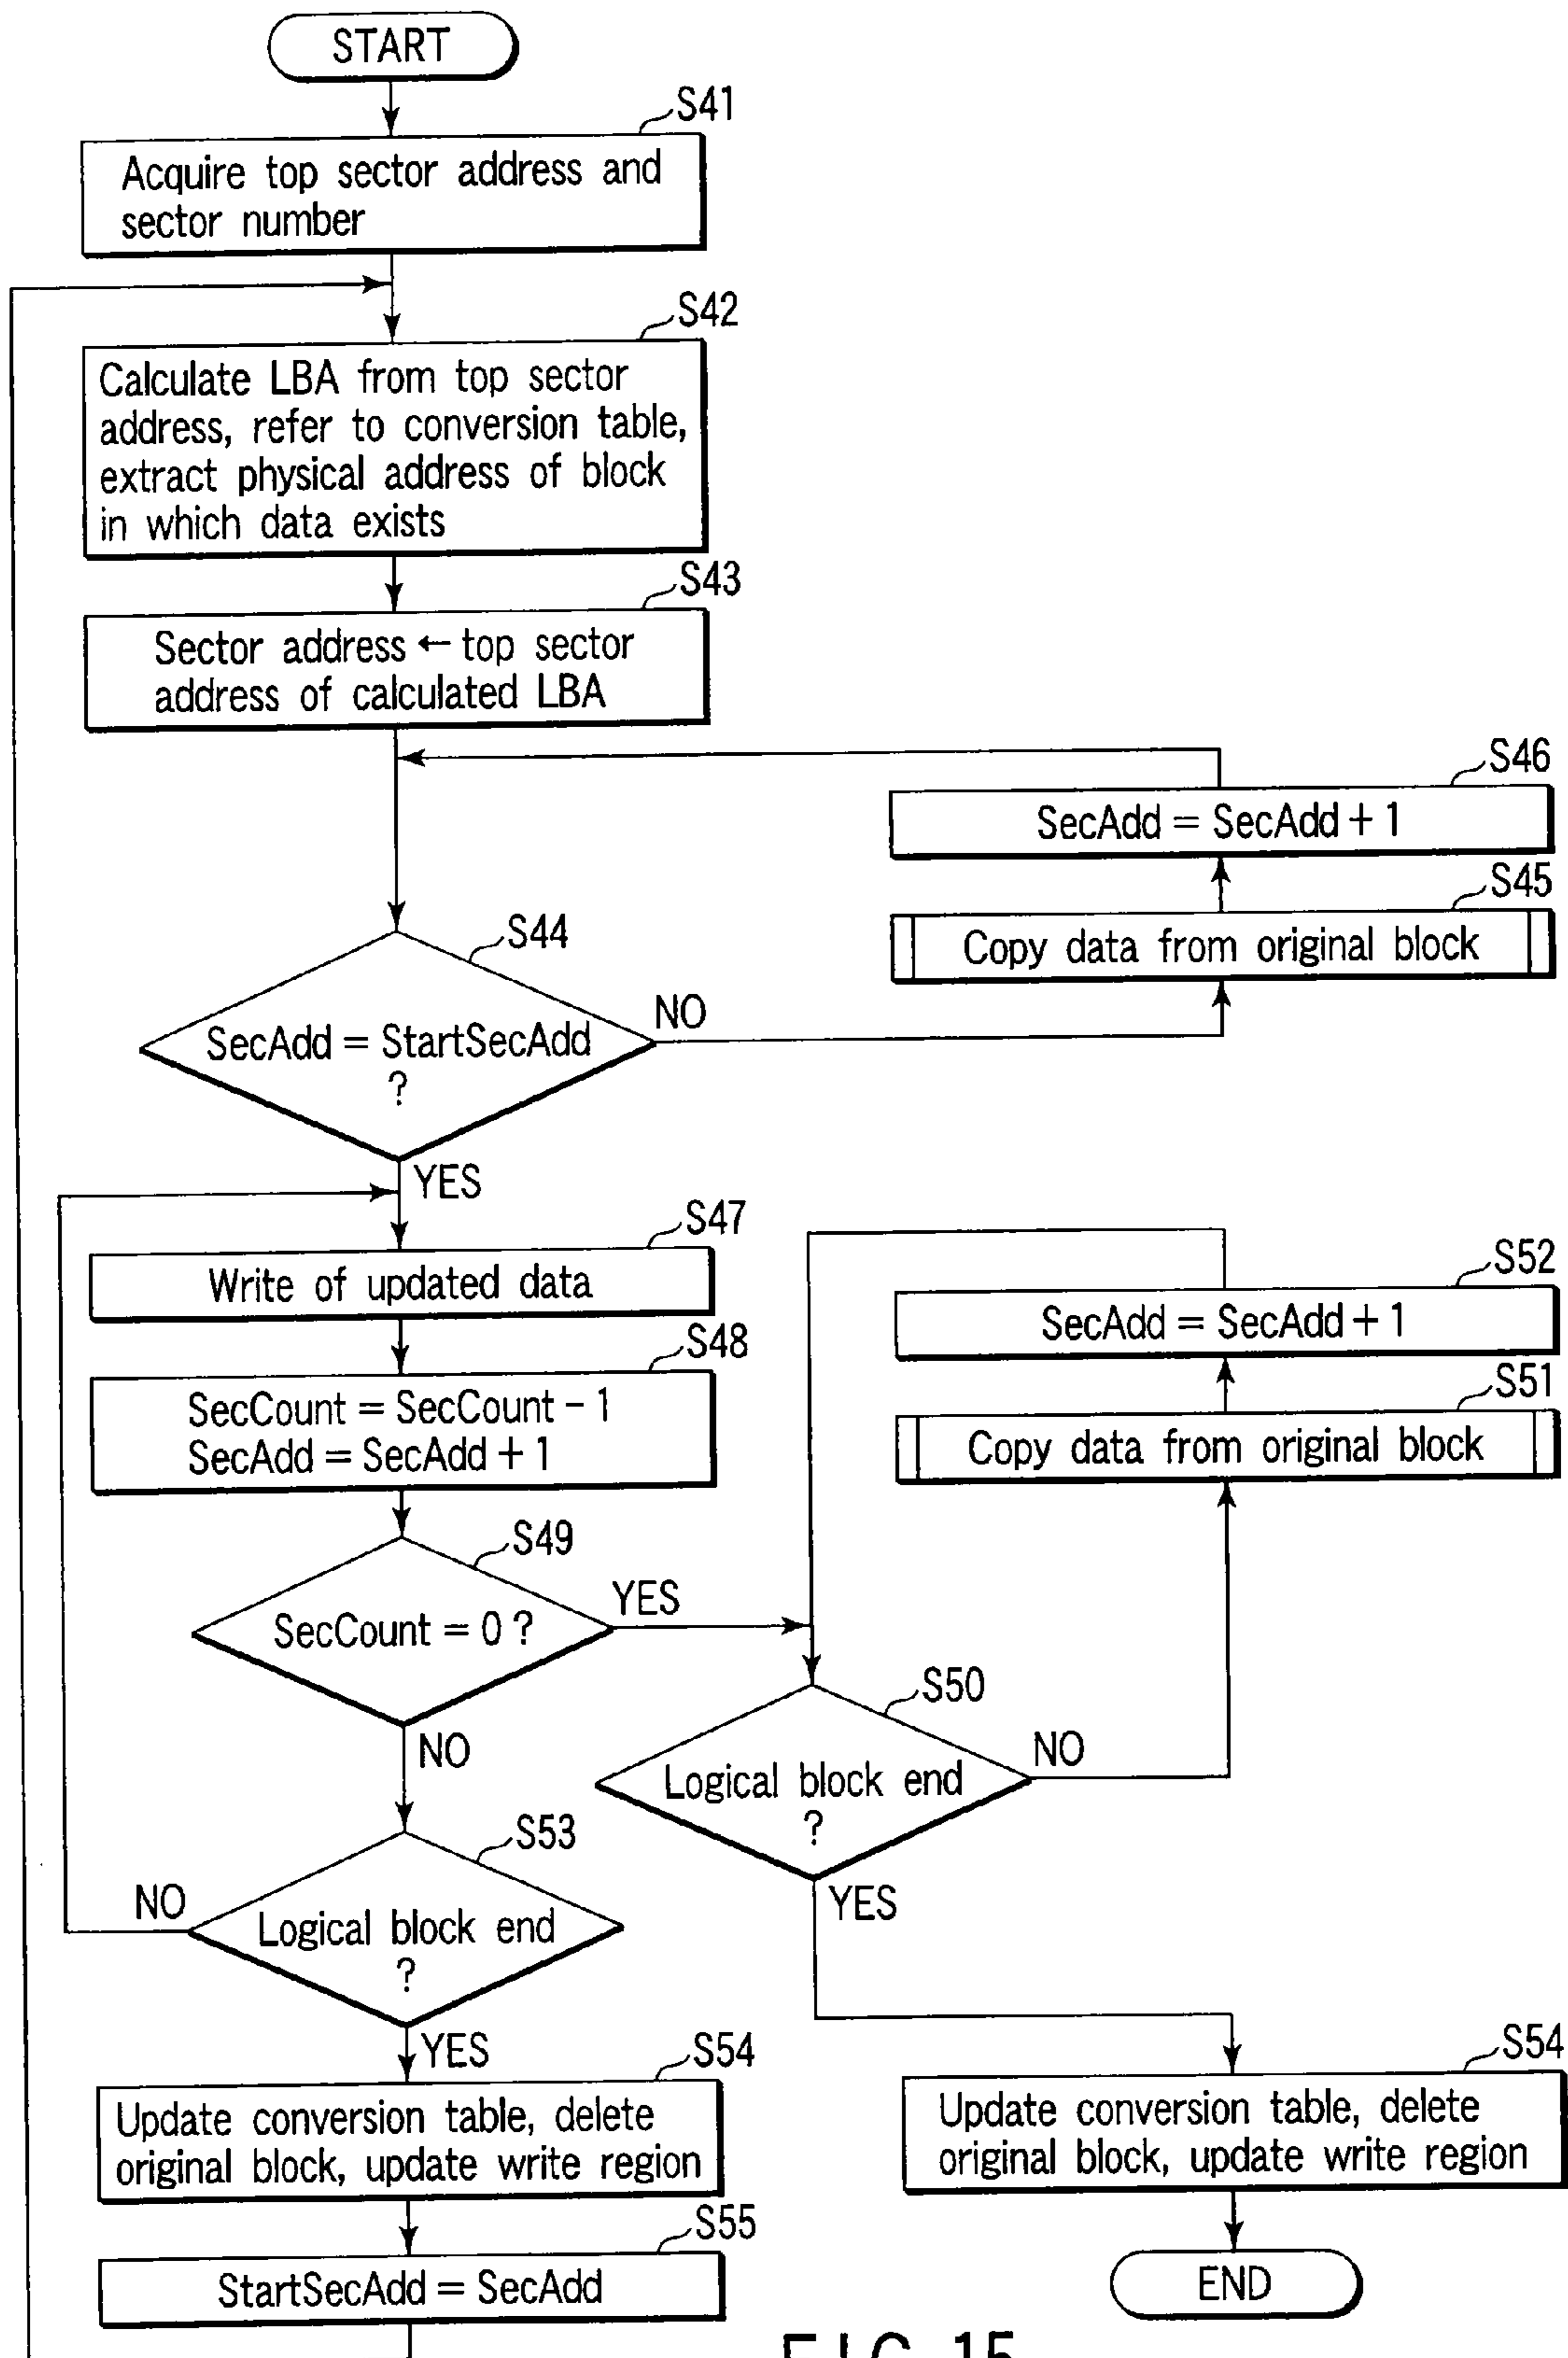 START
S41
Acquire top sector address and
sector number
S42
Calculate LBA from top sector
address, refer to conversion table,
extract physical address of block
in which data exists
S43
Sector address ← top sector
address of calculated LBA
S46
SecAdd = SecAdd + 1
S45
Copy data from original block
S44
SecAdd = StartSecAdd
?
NO
YES
S47
Write of updated data
S48
SecCount = SecCount - 1
SecAdd = SecAdd + 1
S52
SecAdd = SecAdd + 1
S51
Copy data from original block
S49
SecCount = 0 ?
YES
NO
S50
Logical block end
?
NO
YES
S53
Logical block end
?
NO
YES
S54
Update conversion table, delete
original block, update write region
S55
StartSecAdd = SecAdd
S54
Update conversion table, delete
original block, update write region
END
FIG. 15